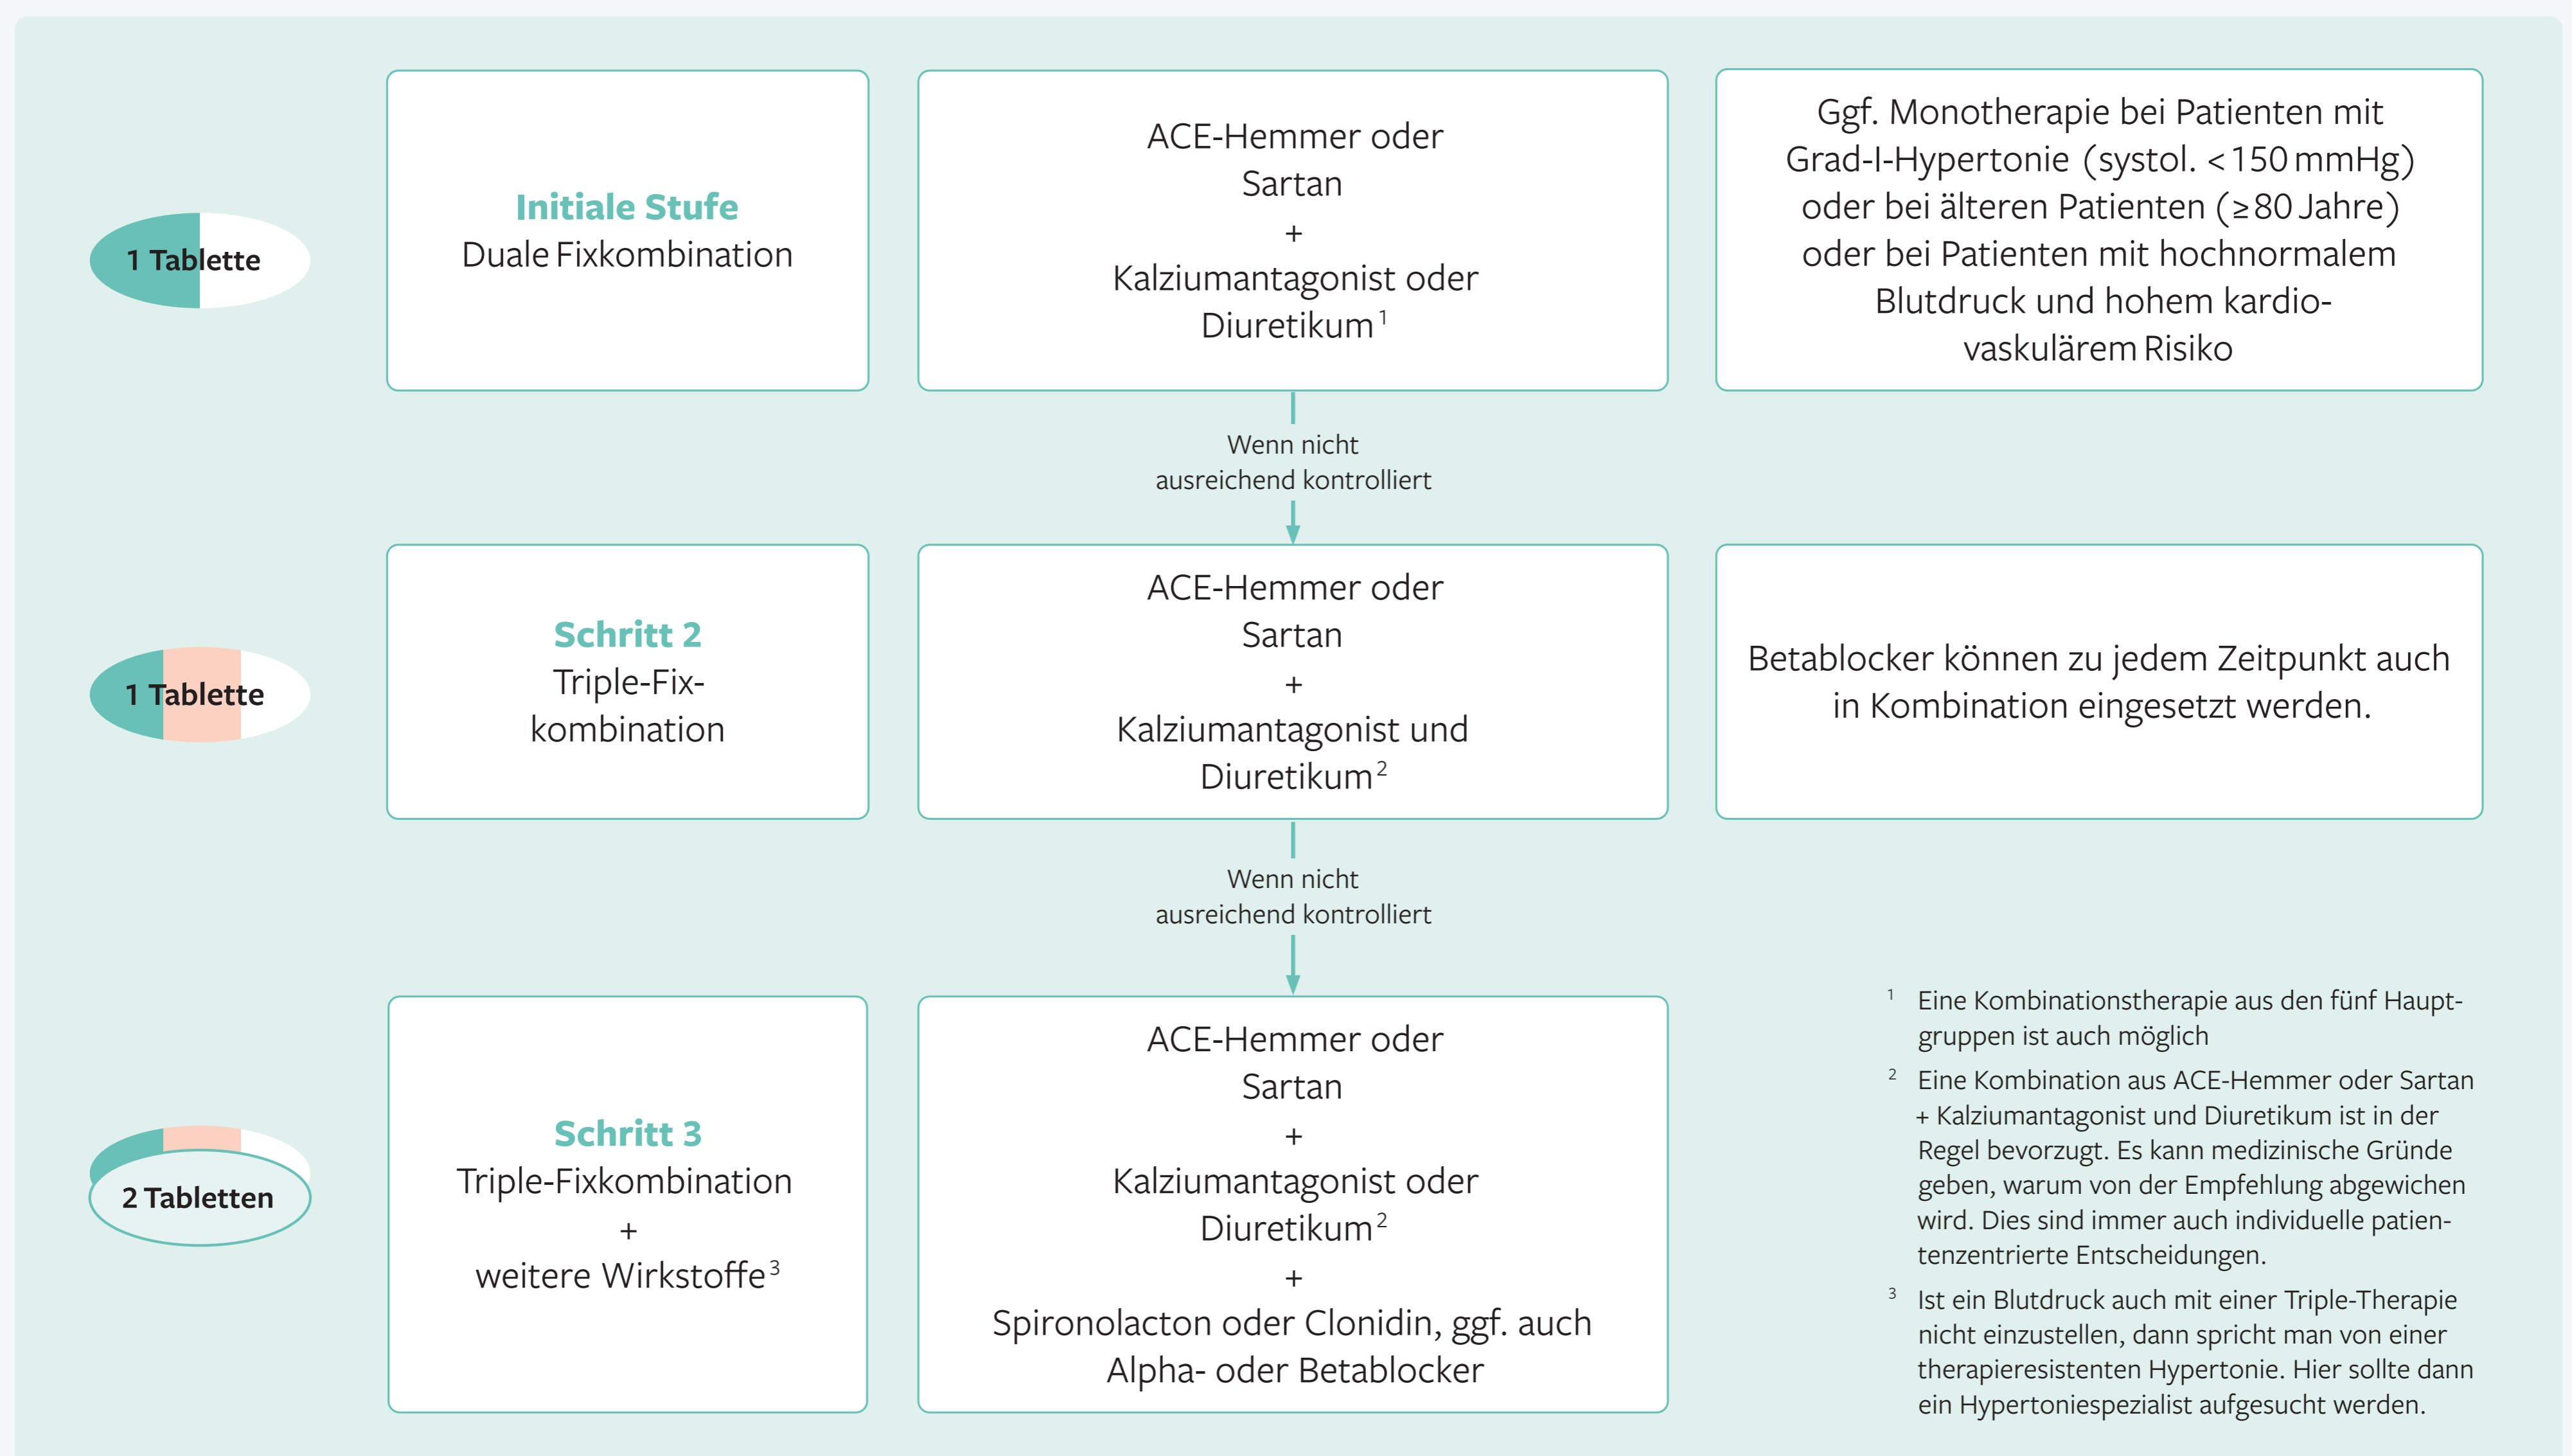 1 Tablette
Initiale Stufe
Duale Fixkombination
ACE-Hemmer oder
Sartan
+
Kalziumantagonist oder
Diuretikum¹
Ggf. Monotherapie bei Patienten mit
Grad-I-Hypertonie (systol. <150 mmHg)
oder bei älteren Patienten (≥80 Jahre)
oder bei Patienten mit hochnormalem
Blutdruck und hohem kardio-
vaskulärem Risiko
Wenn nicht
ausreichend kontrolliert
1 Tablette
Schritt 2
Triple-Fix-
kombination
ACE-Hemmer oder
Sartan
+
Kalziumantagonist und
Diuretikum²
Betablocker können zu jedem Zeitpunkt auch
in Kombination eingesetzt werden.
Wenn nicht
ausreichend kontrolliert
2 Tabletten
Schritt 3
Triple-Fixkombination
+
weitere Wirkstoffe³
ACE-Hemmer oder
Sartan
+
Kalziumantagonist oder
Diuretikum²
+
Spironolacton oder Clonidin, ggf. auch
Alpha- oder Betablocker
¹ Eine Kombinationstherapie aus den fünf Haupt-
gruppen ist auch möglich
² Eine Kombination aus ACE-Hemmer oder Sartan
+ Kalziumantagonist und Diuretikum ist in der
Regel bevorzugt. Es kann medizinische Gründe
geben, warum von der Empfehlung abgewichen
wird. Dies sind immer auch individuelle patien-
tenzentrierte Entscheidungen.
³ Ist ein Blutdruck auch mit einer Triple-Therapie
nicht einzustellen, dann spricht man von einer
therapieresistenten Hypertonie. Hier sollte dann
ein Hypertoniespezialist aufgesucht werden.